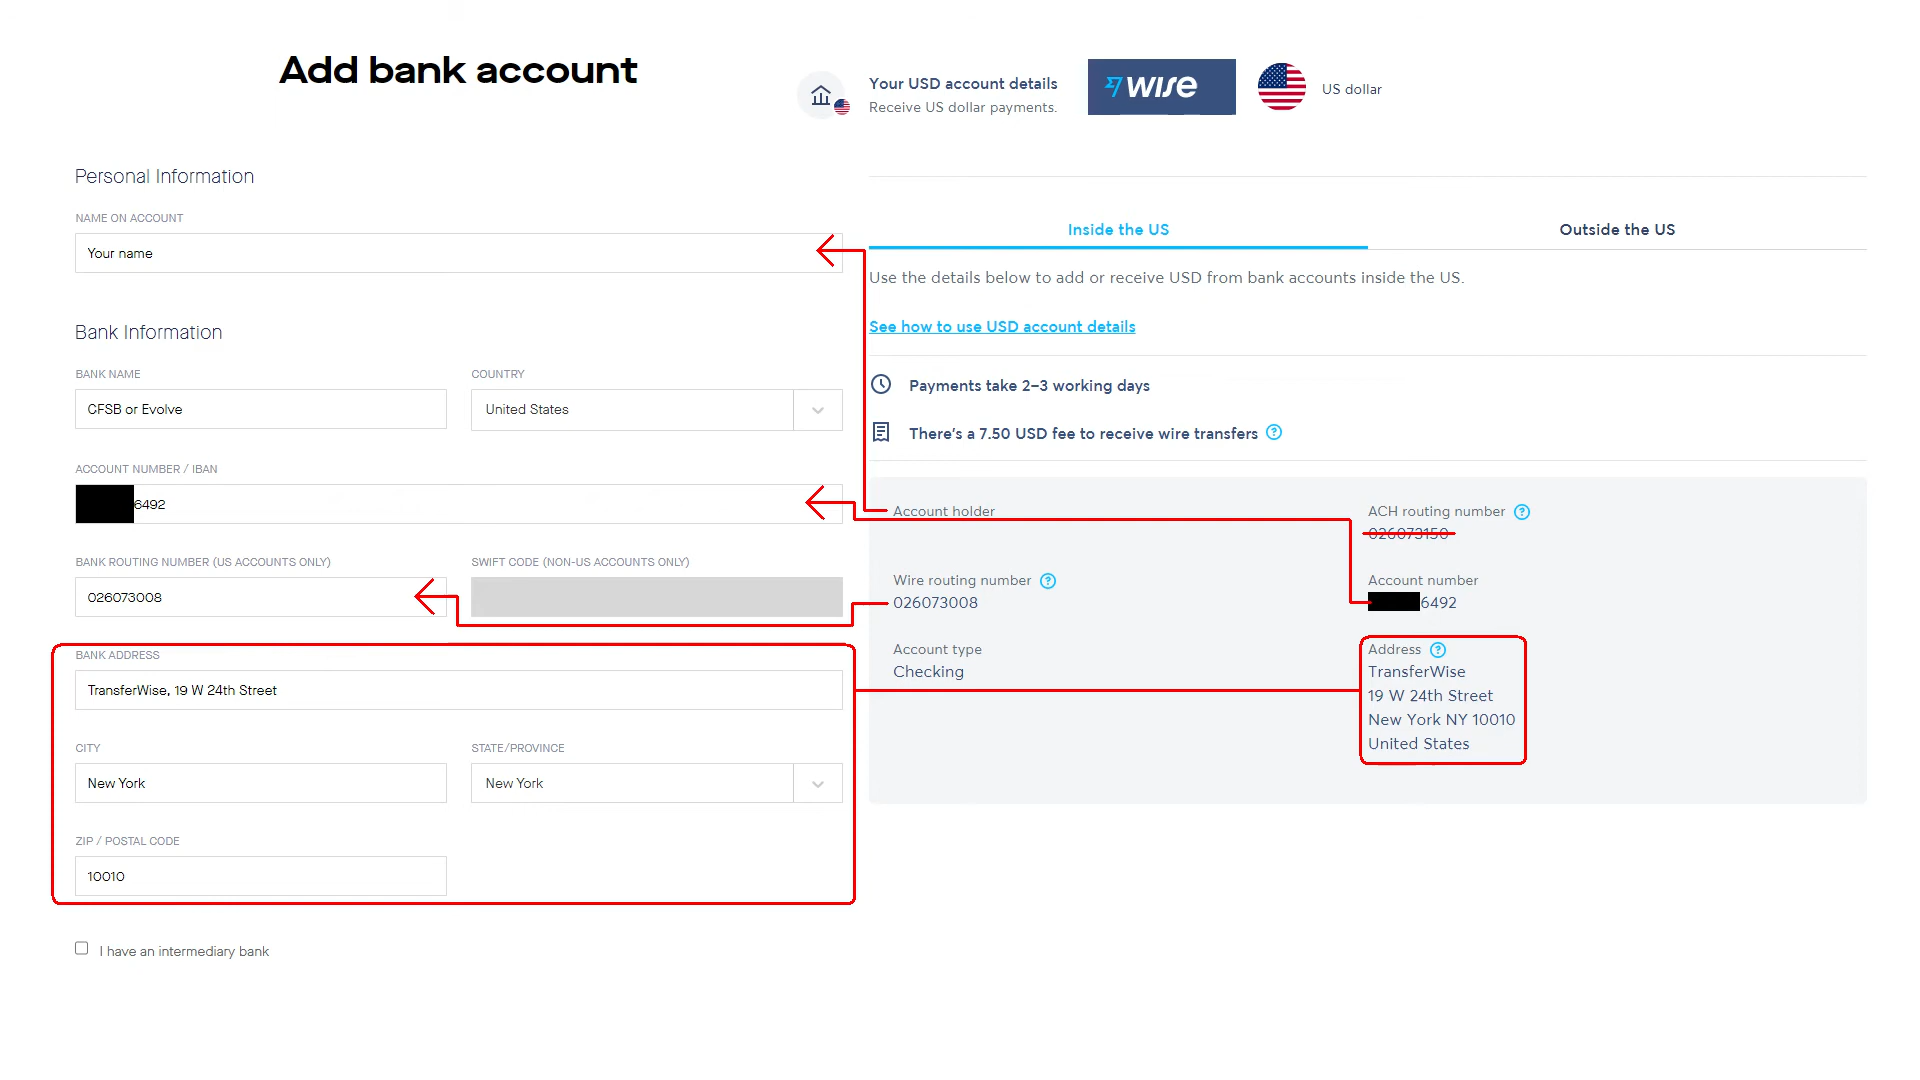 Add bank account
Your USD account details
Receive US dollar payments.
wise
US dollar
Personal Information
NAME ON ACCOUNT
Your name
Bank Information
BANK NAME
CFSB or Evolve
COUNTRY
United States
ACCOUNT NUMBER / IBAN
6492
BANK ROUTING NUMBER (US ACCOUNTS ONLY)
026073008
SWIFT CODE (NON-US ACCOUNTS ONLY)
BANK ADDRESS
TransferWise, 19 W 24th Street
CITY
New York
STATE/PROVINCE
New York
ZIP / POSTAL CODE
10010
I have an intermediary bank
Inside the US
Outside the US
Use the details below to add or receive USD from bank accounts inside the US.
See how to use USD account details
Payments take 2–3 working days
There's a 7.50 USD fee to receive wire transfers ?
Account holder
ACH routing number ?
026073150
Wire routing number ?
026073008
Account number
6492
Account type
Checking
Address ?
TransferWise
19 W 24th Street
New York NY 10010
United States